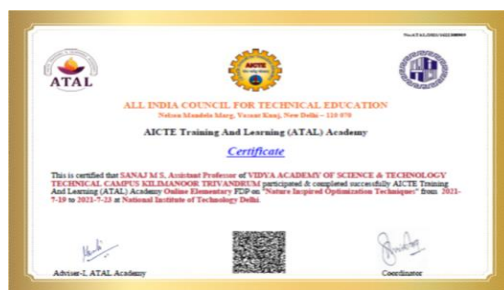 ATAL
AICTE
ALL INDIA COUNCIL FOR TECHNICAL EDUCATION
Nelson Mandela Marg, Vasant Kunj, New Delhi – 110 070
AICTE Training And Learning (ATAL) Academy
Certificate
This is certified that SANAJ M S, Assistant Professor of VIDYA ACADEMY OF SCIENCE & TECHNOLOGY
TECHNICAL CAMPUS KILIMANOOR TRIVANDRUM participated & completed successfully AICTE Training
And Learning (ATAL) Academy Online Elementary FDP on "Nature Inspired Optimization Techniques" from 2021-
7-19 to 2021-7-23 at National Institute of Technology Delhi.
Adviser-I, ATAL Academy
Coordinator